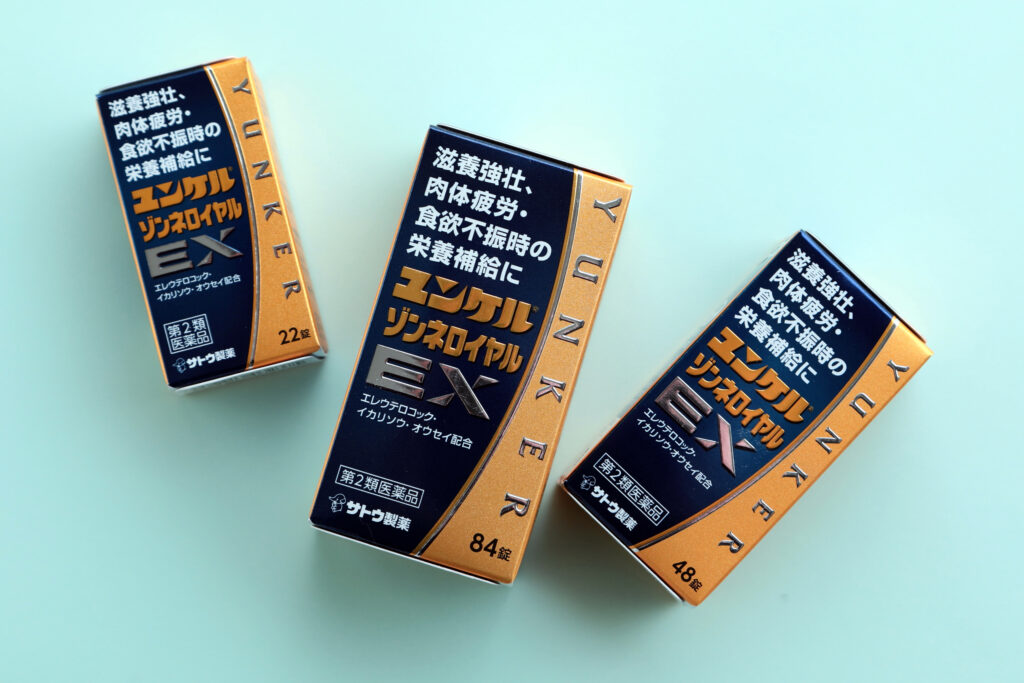 滋養強壮、
肉体疲労・
食欲不振時の
栄養補給に
ユンケル
ゾンネロイヤル
EX
エレウテロコック・
イカリソウ・オウセイ配合
第2類
医薬品
サトウ製薬
YUNKER
22錠
滋養強壮、
肉体疲労・
食欲不振時の
栄養補給に
ユンケル
ゾンネロイヤル
EX
エレウテロコック・
イカリソウ・オウセイ配合
第2類医薬品
サトウ製薬
YUNKER
84錠
滋養強壮、
肉体疲労・
食欲不振時の
栄養補給に
ユンケル
ゾンネロイヤル
EX
エレウテロコック・
イカリソウ・オウセイ配合
第2類医薬品
サトウ製薬
YUNKER
48錠